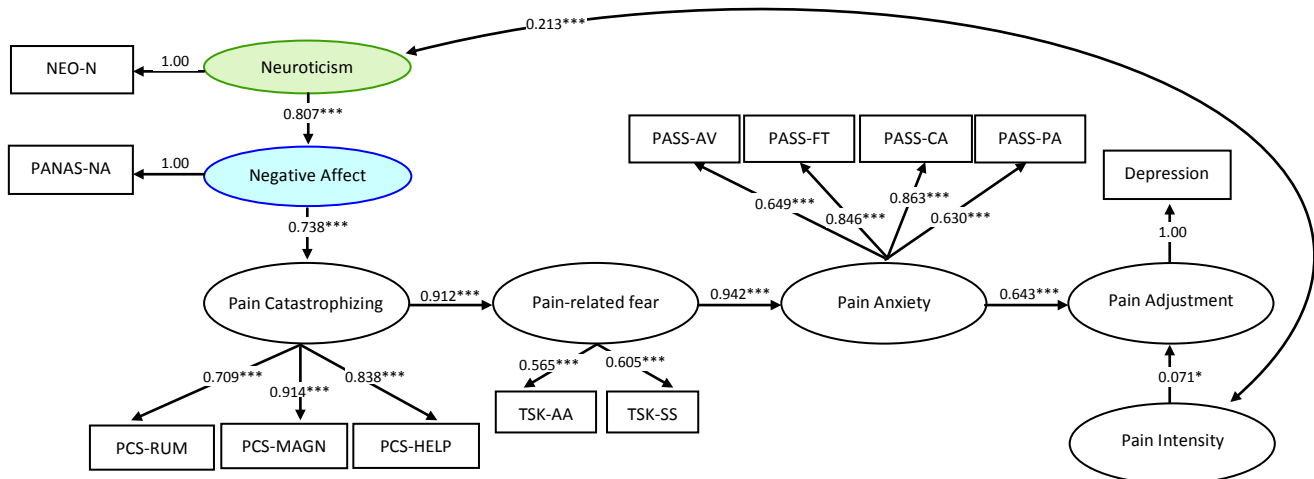 0.213***
NEO-N
1.00
Neuroticism
0.807***
PANAS-NA
1.00
Negative Affect
PASS-AV
PASS-FT
PASS-CA
PASS-PA
Depression
0.738***
0.649***
0.846***
0.863***
0.630***
1.00
Pain Catastrophizing
0.912***
Pain-related fear
0.942***
Pain Anxiety
0.643***
Pain Adjustment
0.709***
0.914***
0.838***
0.565***
0.605***
0.071*
TSK-AA
TSK-SS
PCS-RUM
PCS-MAGN
PCS-HELP
Pain Intensity